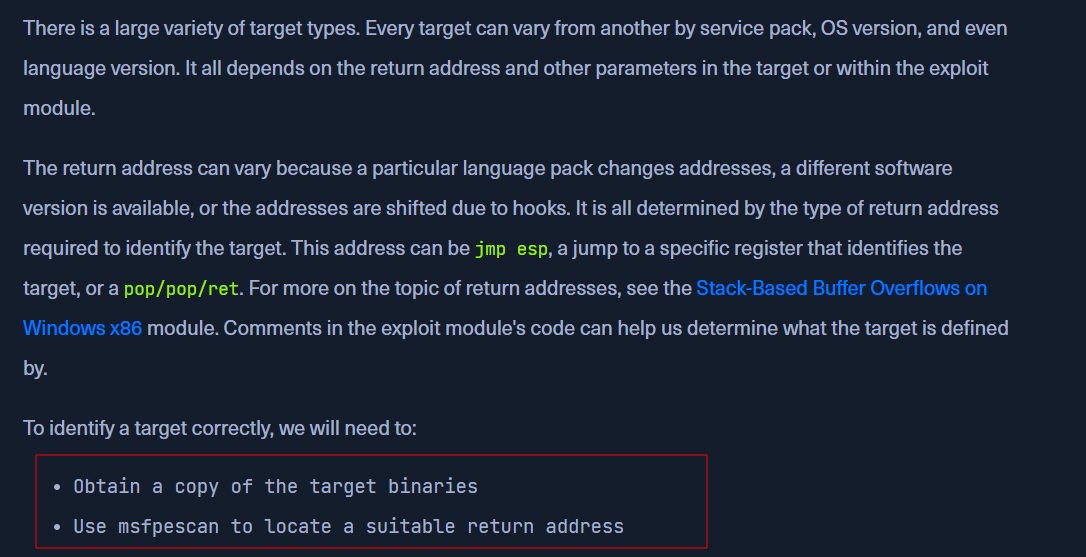 There is a large variety of target types. Every target can vary from another by service pack, OS version, and even
language version. It all depends on the return address and other parameters in the target or within the exploit
module.
The return address can vary because a particular language pack changes addresses, a different software
version is available, or the addresses are shifted due to hooks. It is all determined by the type of return address
required to identify the target. This address can be jmp esp, a jump to a specific register that identifies the
target, or a pop/pop/ret. For more on the topic of return addresses, see the Stack-Based Buffer Overflows on
Windows x86 module. Comments in the exploit module's code can help us determine what the target is defined
by.
To identify a target correctly, we will need to:
• Obtain a copy of the target binaries
• Use msfpescan to locate a suitable return address